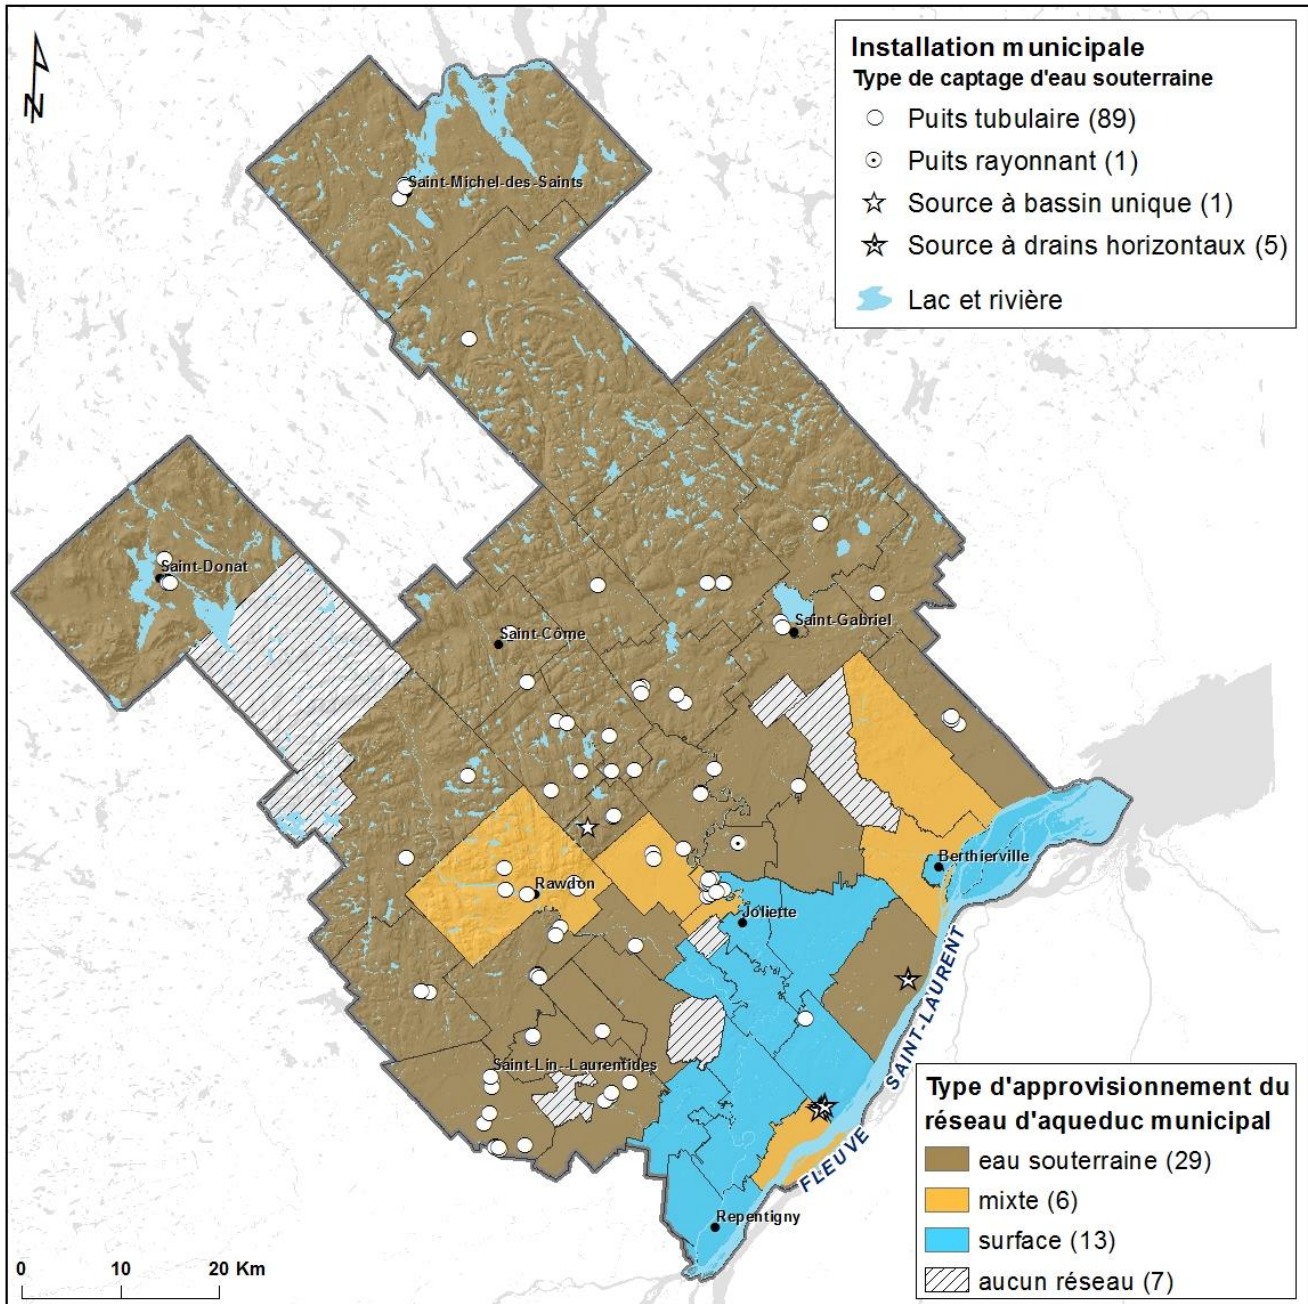 N
Installation municipale
Type de captage d'eau souterraine
Puits tubulaire (89)
Puits rayonnant (1)
Source à bassin unique (1)
Source à drains horizontaux (5)
Lac et rivière
Saint-Michel-des-Saints
Saint-Donat
Saint-Côme
Saint-Gabriel
Berthierville
Rawdon
Joliette
Saint-Lin--Laurentides
Repentigny
FLEUVE SAINT-LAURENT
Type d'approvisionnement du
réseau d'aqueduc municipal
eau souterraine (29)
mixte (6)
surface (13)
aucun réseau (7)
0 10 20 Km